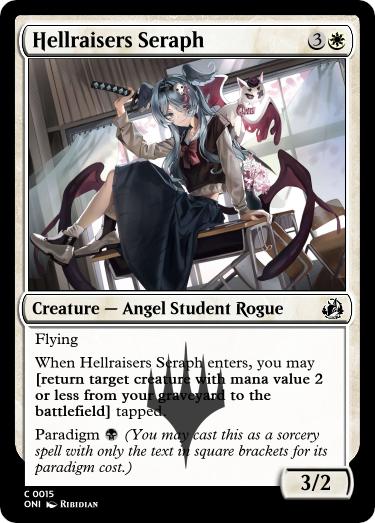 Hellraisers Seraph 3
Creature — Angel Student Rogue
Flying
When Hellraisers Seraph enters, you may
[return target creature with mana value 2
or less from your graveyard to the
battlefield] tapped.
Paradigm (You may cast this as a sorcery
spell with only the text in square brackets for its
paradigm cost.)
3/2
C 0015
ONI RIBIDIAN